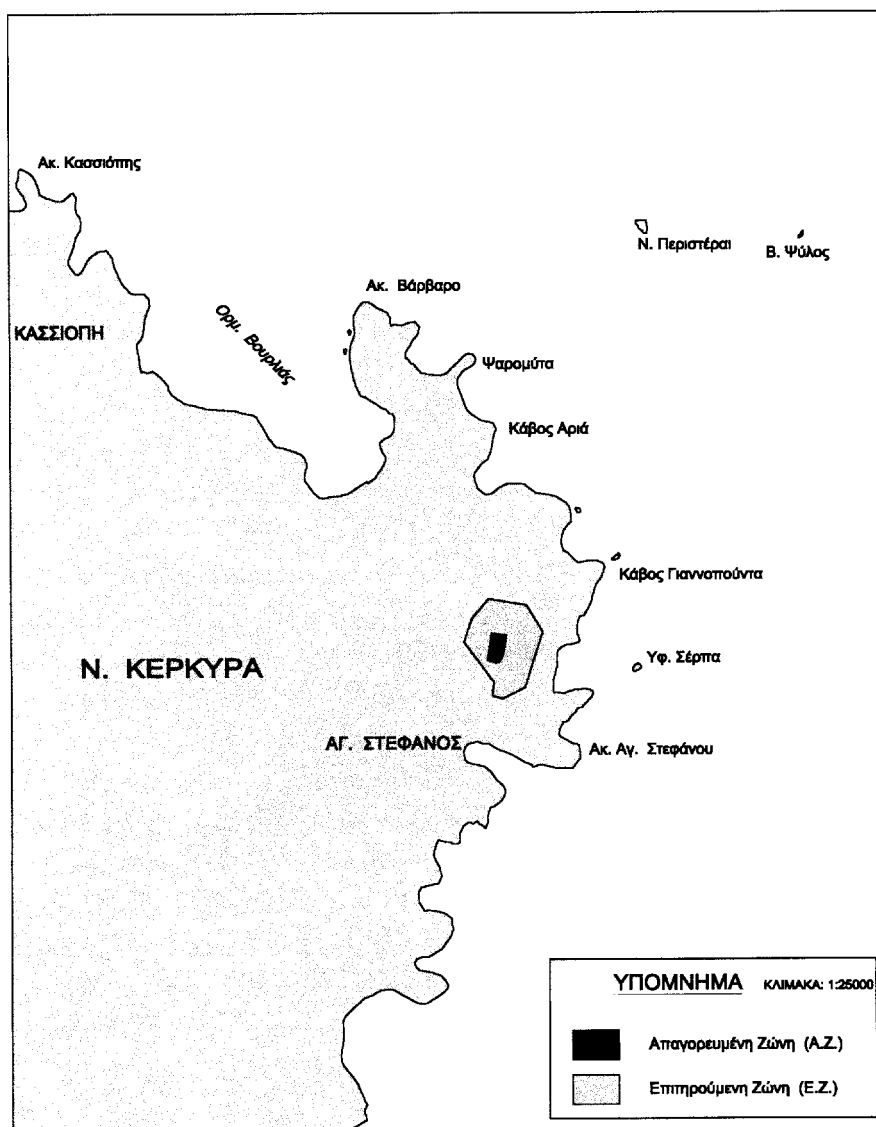 Ακ. Κασσιόπης
Ν. Περιστέραι
Β. Ψύλος
Ακ. Βάρβαρο
ΚΑΣΣΙΟΠΗ
Ορμ. Βουρλιάς
Ψαρομύτα
Κάβος Αριά
Κάβος Γιαννοπούντα
Ν. ΚΕΡΚΥΡΑ
Υφ. Σέρπα
ΑΓ. ΣΤΕΦΑΝΟΣ
Ακ. Αγ. Στεφάνου
ΥΠΟΜΝΗΜΑ ΚΛΙΜΑΚΑ: 1:25000
Απαγορευμένη Ζώνη (Α.Ζ.)
Επιτηρούμενη Ζώνη (Ε.Ζ.)